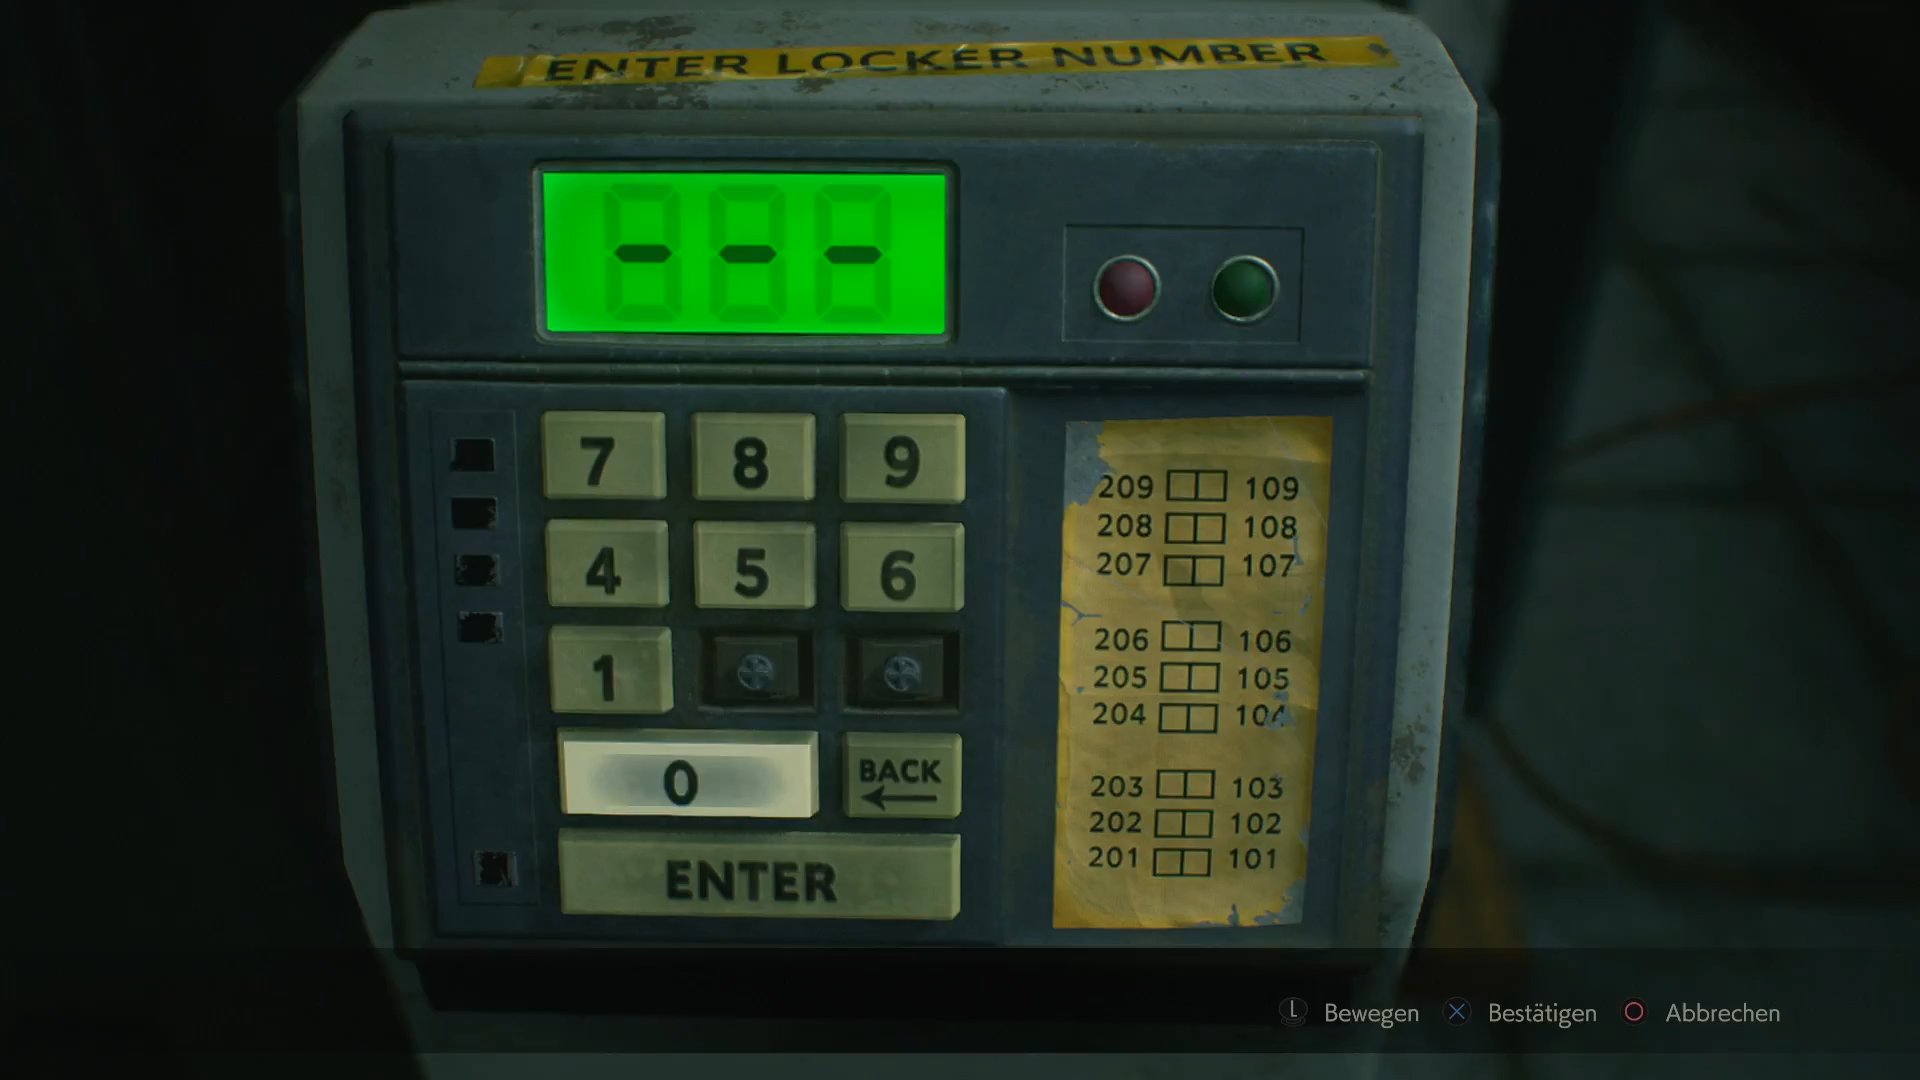 ENTER LOCKER NUMBER
---
7 8 9
4 5 6
1
0 BACK
ENTER
209 109
208 108
207 107
206 106
205 105
204 104
203 103
202 102
201 101
L Bewegen Bestätigen Abbrechen